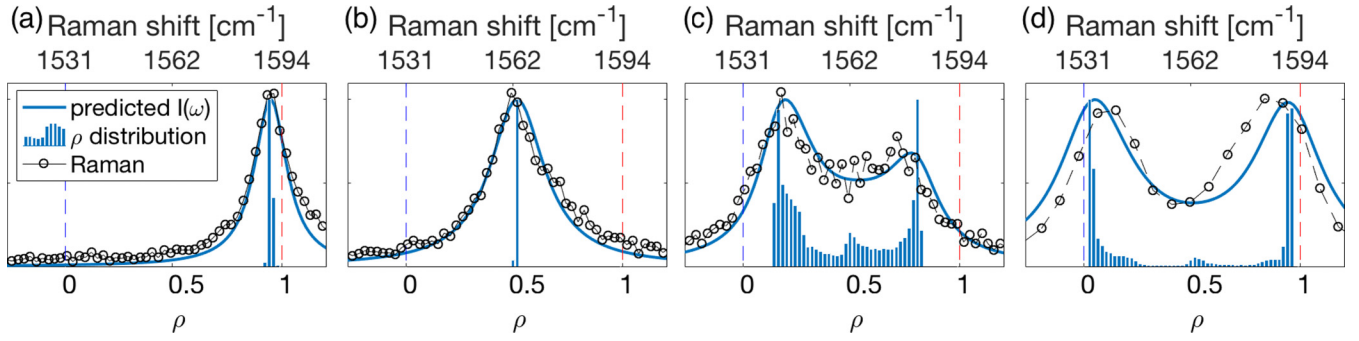 (a)
Raman shift [cm⁻¹]
1531 1562 1594
predicted I(ω)
ρ distribution
Raman
0 0.5 1
ρ
(b)
Raman shift [cm⁻¹]
1531 1562 1594
0 0.5 1
ρ
(c)
Raman shift [cm⁻¹]
1531 1562 1594
0 0.5 1
ρ
(d)
Raman shift [cm⁻¹]
1531 1562 1594
0 0.5 1
ρ